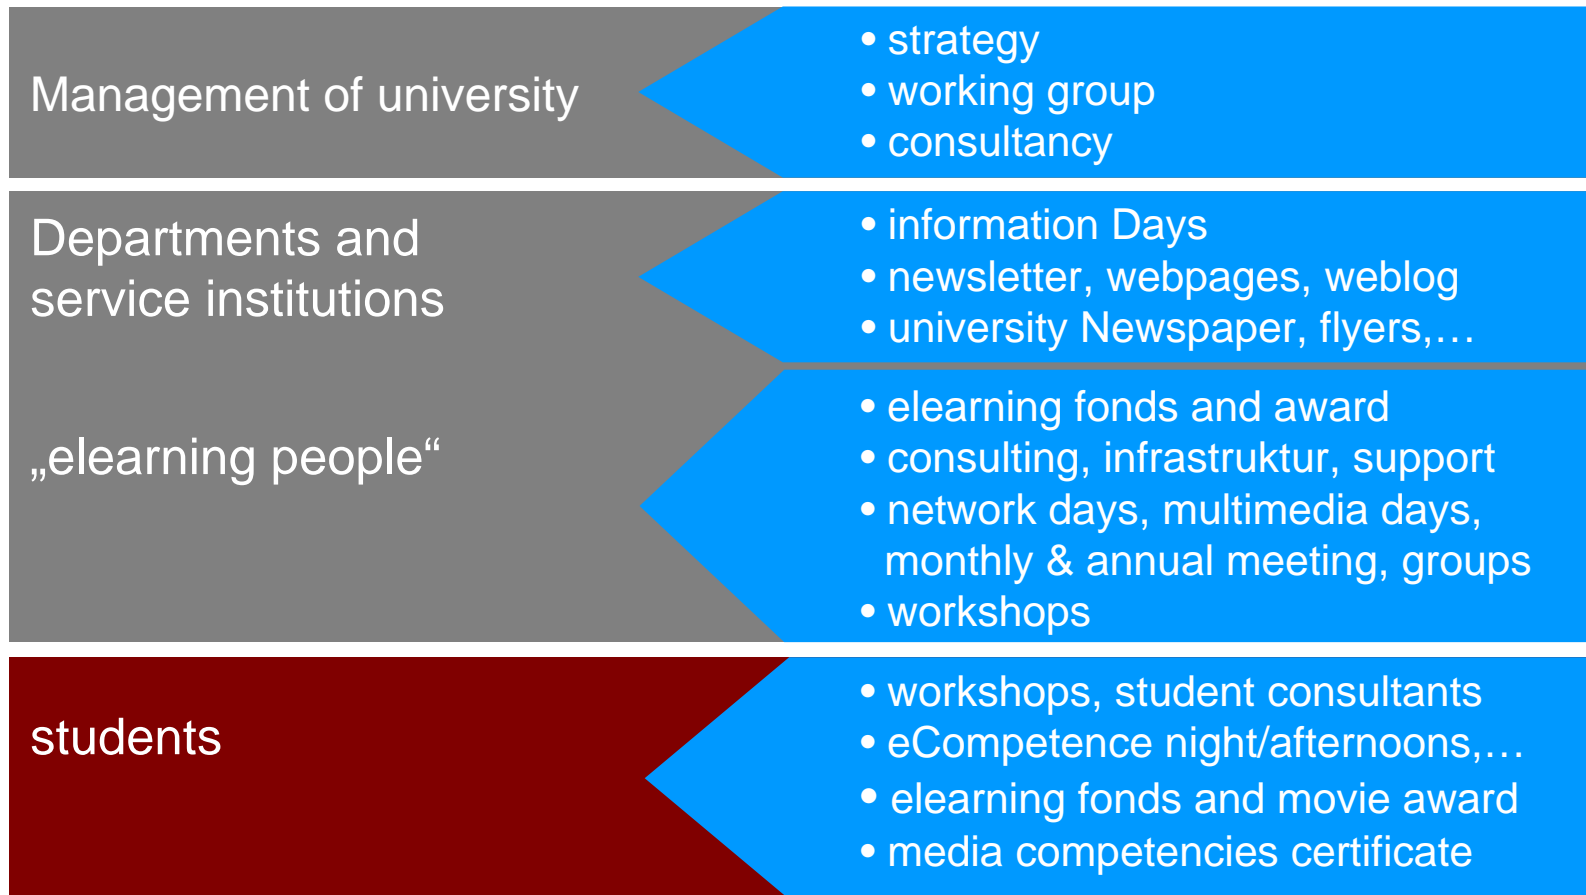 Management of university
• strategy
• working group
• consultancy
Departments and
service institutions
• information Days
• newsletter, webpages, weblog
• university Newspaper, flyers,…
„elearning people“
• elearning fonds and award
• consulting, infrastruktur, support
• network days, multimedia days,
monthly & annual meeting, groups
• workshops
students
• workshops, student consultants
• eCompetence night/afternoons,…
• elearning fonds and movie award
• media competencies certificate